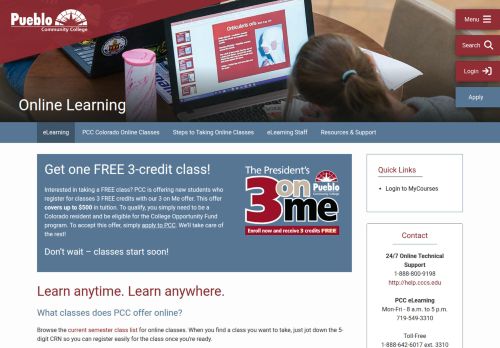 Pueblo
Community College
Menu
Search
Login
Apply
Orbicularis oris
Online Learning
eLearning
PCC Colorado Online Classes
Steps to Taking Online Classes
eLearning Staff
Resources & Support
Get one FREE 3-credit class!
Interested in taking a FREE class? PCC is offering new students who
register for classes 3 FREE credits with our 3 on Me offer. This offer
covers up to $500 in tuition. To qualify, you simply need to be a
Colorado resident and be eligible for the College Opportunity Fund
program. To access this offer, simply apply to PCC. We'll take care of
the rest!
Don't wait – classes start soon!
The President's
3 on me
Pueblo
Community College
Enroll now and receive 3 credits FREE
Quick Links
Login to MyCourses
Contact
24/7 Online Technical
Support
1-888-800-9198
http://help.cccs.edu
PCC eLearning
Mon-Fri - 8 a.m. to 5 p.m.
719-549-3310
Toll-Free
1-888-642-6017 ext. 3310
Learn anytime. Learn anywhere.
What classes does PCC offer online?
Browse the current semester class list for online classes. When you find a class you want to take, just jot down the 5-
digit CRN so you can register easily for the class once you're ready.